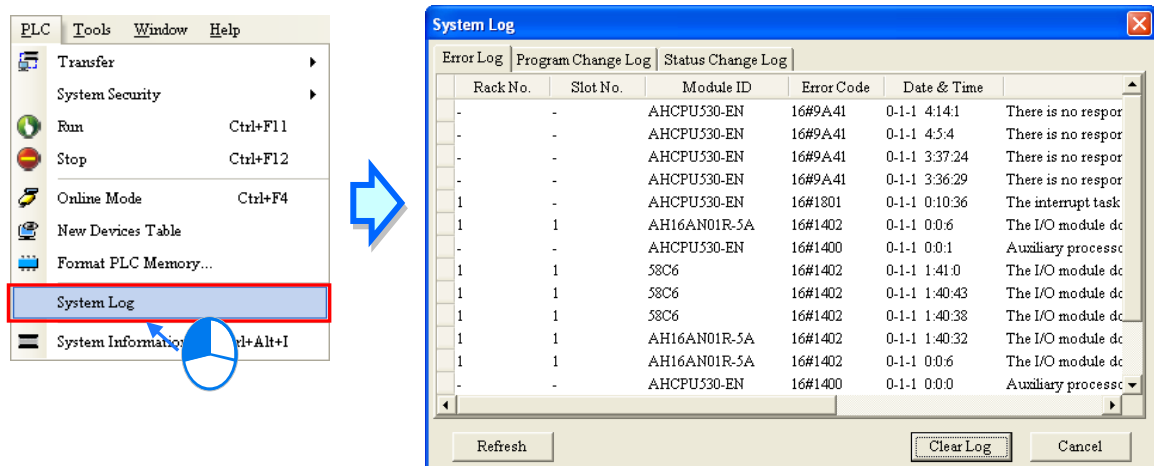 PLC Tools Window Help
Transfer
System Security
Run Ctrl+F11
Stop Ctrl+F12
Online Mode Ctrl+F4
New Devices Table
Format PLC Memory...
System Log
System Information rl+Alt+I
System Log
Error Log Program Change Log Status Change Log
Rack No. Slot No. Module ID Error Code Date & Time
- - AHCPU530-EN 16#9A41 0-1-1 4:14:1 There is no respor
- - AHCPU530-EN 16#9A41 0-1-1 4:5:4 There is no respor
- - AHCPU530-EN 16#9A41 0-1-1 3:37:24 There is no respor
- - AHCPU530-EN 16#9A41 0-1-1 3:36:29 There is no respor
1 - AHCPU530-EN 16#1801 0-1-1 0:10:36 The interrupt task
1 1 AH16AN01R-5A 16#1402 0-1-1 0:0:6 The I/O module do
- - AHCPU530-EN 16#1400 0-1-1 0:0:1 Auxiliary processo
1 1 58C6 16#1402 0-1-1 1:41:0 The I/O module do
1 1 58C6 16#1402 0-1-1 1:40:43 The I/O module do
1 1 58C6 16#1402 0-1-1 1:40:38 The I/O module do
1 1 AH16AN01R-5A 16#1402 0-1-1 1:40:32 The I/O module do
1 1 AH16AN01R-5A 16#1402 0-1-1 0:0:6 The I/O module do
- - AHCPU530-EN 16#1400 0-1-1 0:0:0 Auxiliary processo
Refresh Clear Log Cancel